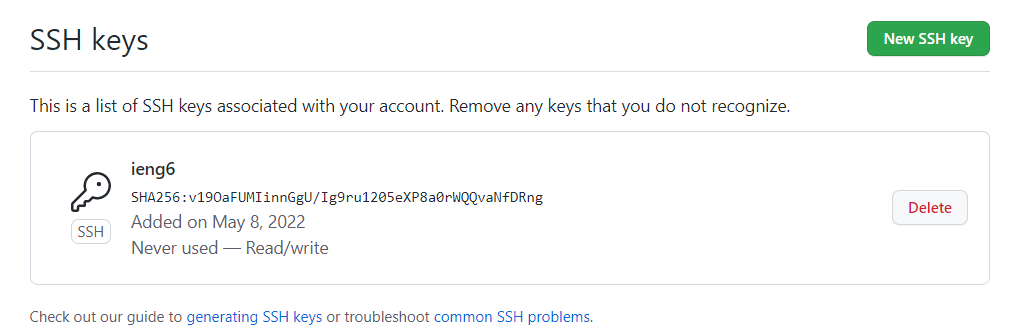 SSH keys
New SSH key
This is a list of SSH keys associated with your account. Remove any keys that you do not recognize.
ieng6
SHA256:v19OaFUMIinnGgU/Ig9ru1205eXP8a0rWQQvaNfDRng
Added on May 8, 2022
Never used — Read/write
SSH
Delete
Check out our guide to generating SSH keys or troubleshoot common SSH problems.